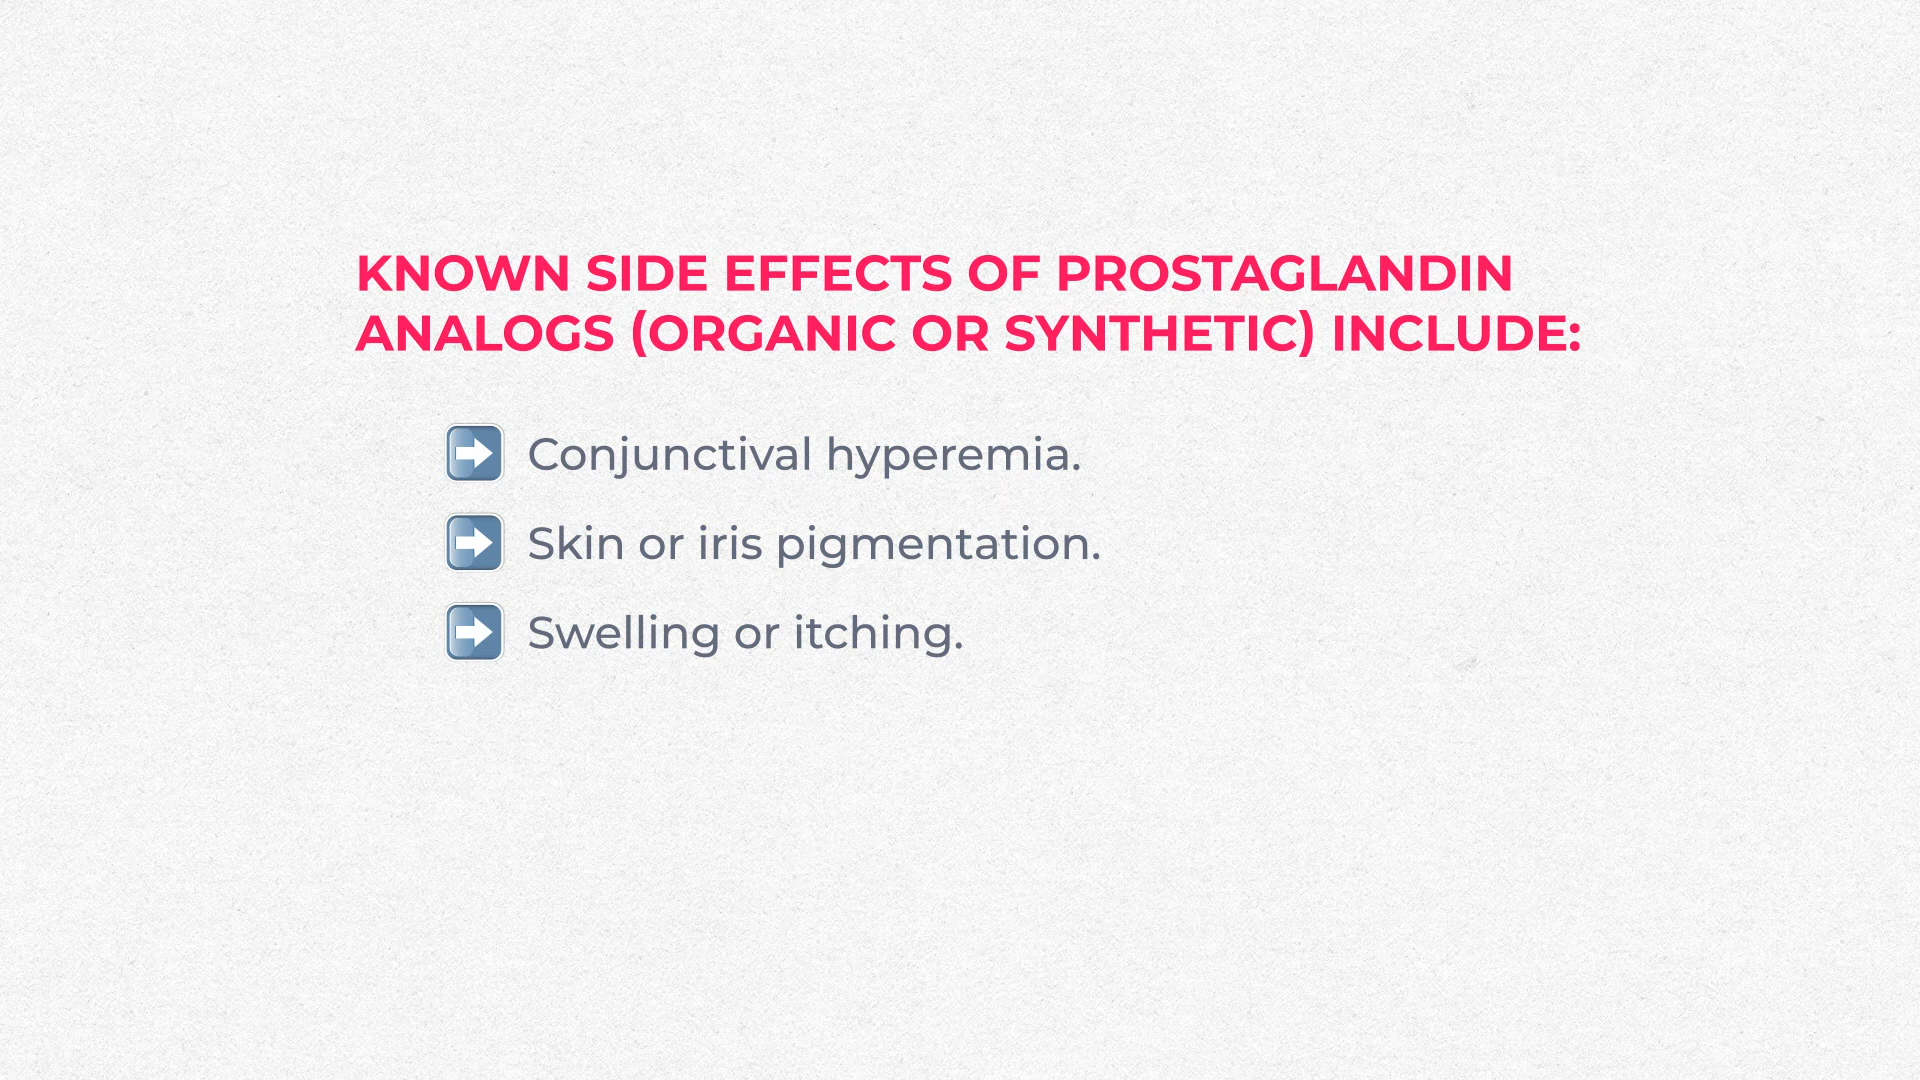 KNOWN SIDE EFFECTS OF PROSTAGLANDIN
ANALOGS (ORGANIC OR SYNTHETIC) INCLUDE:
Conjunctival hyperemia.
Skin or iris pigmentation.
Swelling or itching.